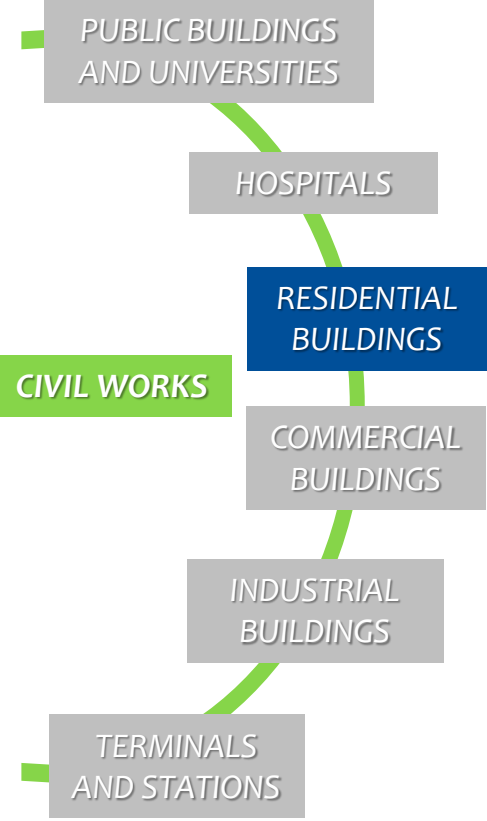 PUBLIC BUILDINGS
AND UNIVERSITIES
HOSPITALS
RESIDENTIAL
BUILDINGS
CIVIL WORKS
COMMERCIAL
BUILDINGS
INDUSTRIAL
BUILDINGS
TERMINALS
AND STATIONS